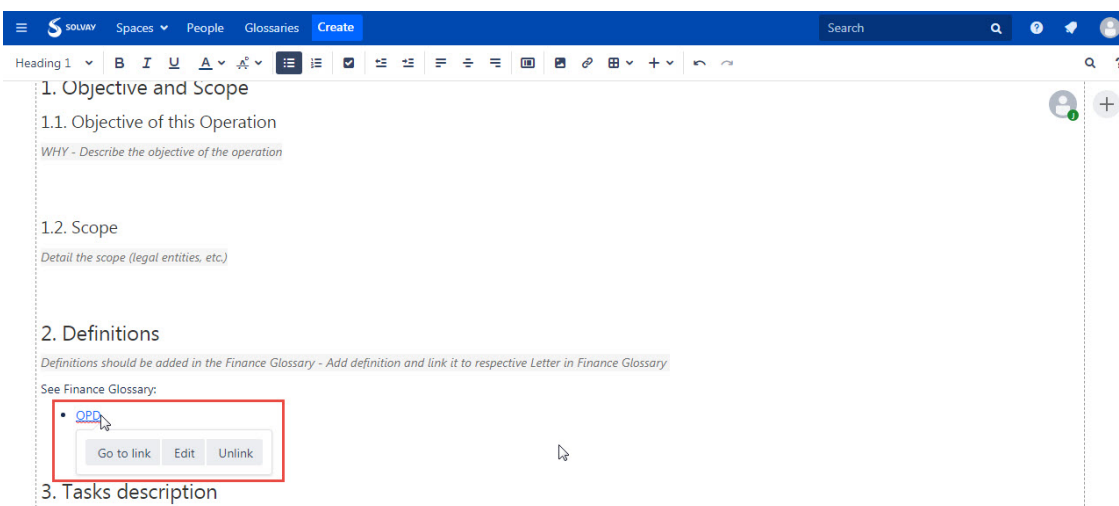 SOLVAY Spaces People Glossaries Create Search
Heading 1 B I U A
1. Objective and Scope
1.1. Objective of this Operation
WHY - Describe the objective of the operation
1.2. Scope
Detail the scope (legal entities, etc.)
2. Definitions
Definitions should be added in the Finance Glossary - Add definition and link it to respective Letter in Finance Glossary
See Finance Glossary:
• OPD
Go to link Edit Unlink
3. Tasks description